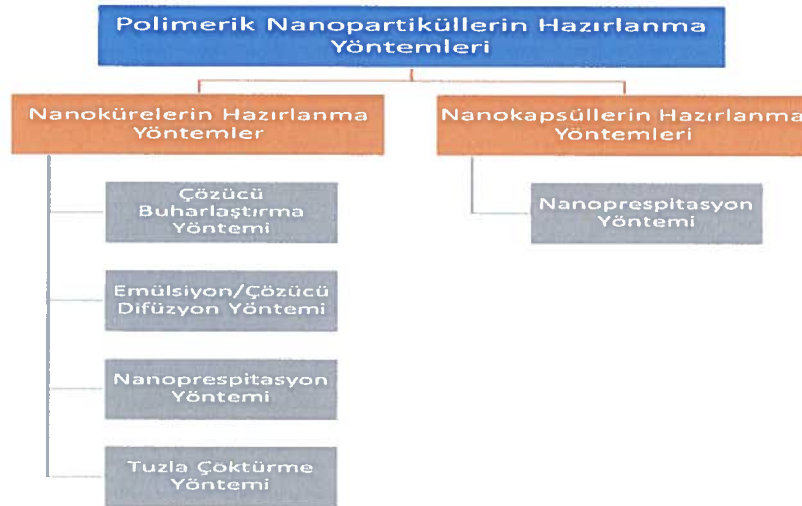 Polimerik Nanopartiküllerin Hazırlanma
Yöntemleri
Nanokürelerin Hazırlanma
Yöntemler
Nanokapsüllerin Hazırlanma
Yöntemleri
Çözücü
Buharlaştırma
Yöntemi
Emülsiyon/Çözücü
Difüzyon Yöntemi
Nanoprespitasyon
Yöntemi
Tuzla Çöktürme
Yöntemi
Nanoprespitasyon
Yöntemi